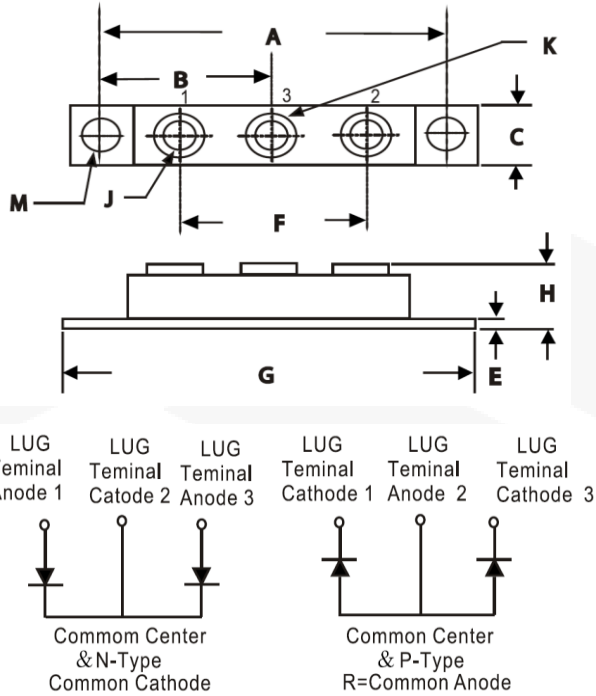 A
K
B
1 3 2
C
M
J
F
H
G
E
LUG
Teminal
Anode 1
LUG
Teminal
Catode 2
LUG
Teminal
Anode 3
LUG
Teminal
Cathode 1
LUG
Teminal
Anode 2
LUG
Teminal
Cathode 3
Commom Center
& N-Type
Common Cathode
Common Center
& P-Type
R=Common Anode